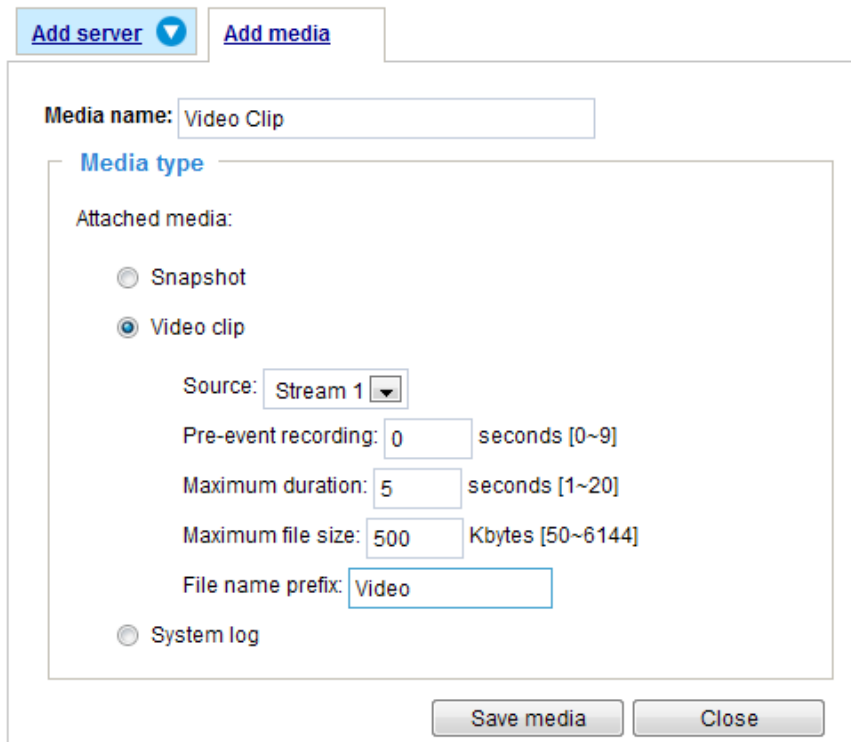 Add server Add media
Media name: Video Clip
Media type
Attached media:
Snapshot
Video clip
Source: Stream 1
Pre-event recording: 0 seconds [0~9]
Maximum duration: 5 seconds [1~20]
Maximum file size: 500 Kbytes [50~6144]
File name prefix: Video
System log
Save media Close